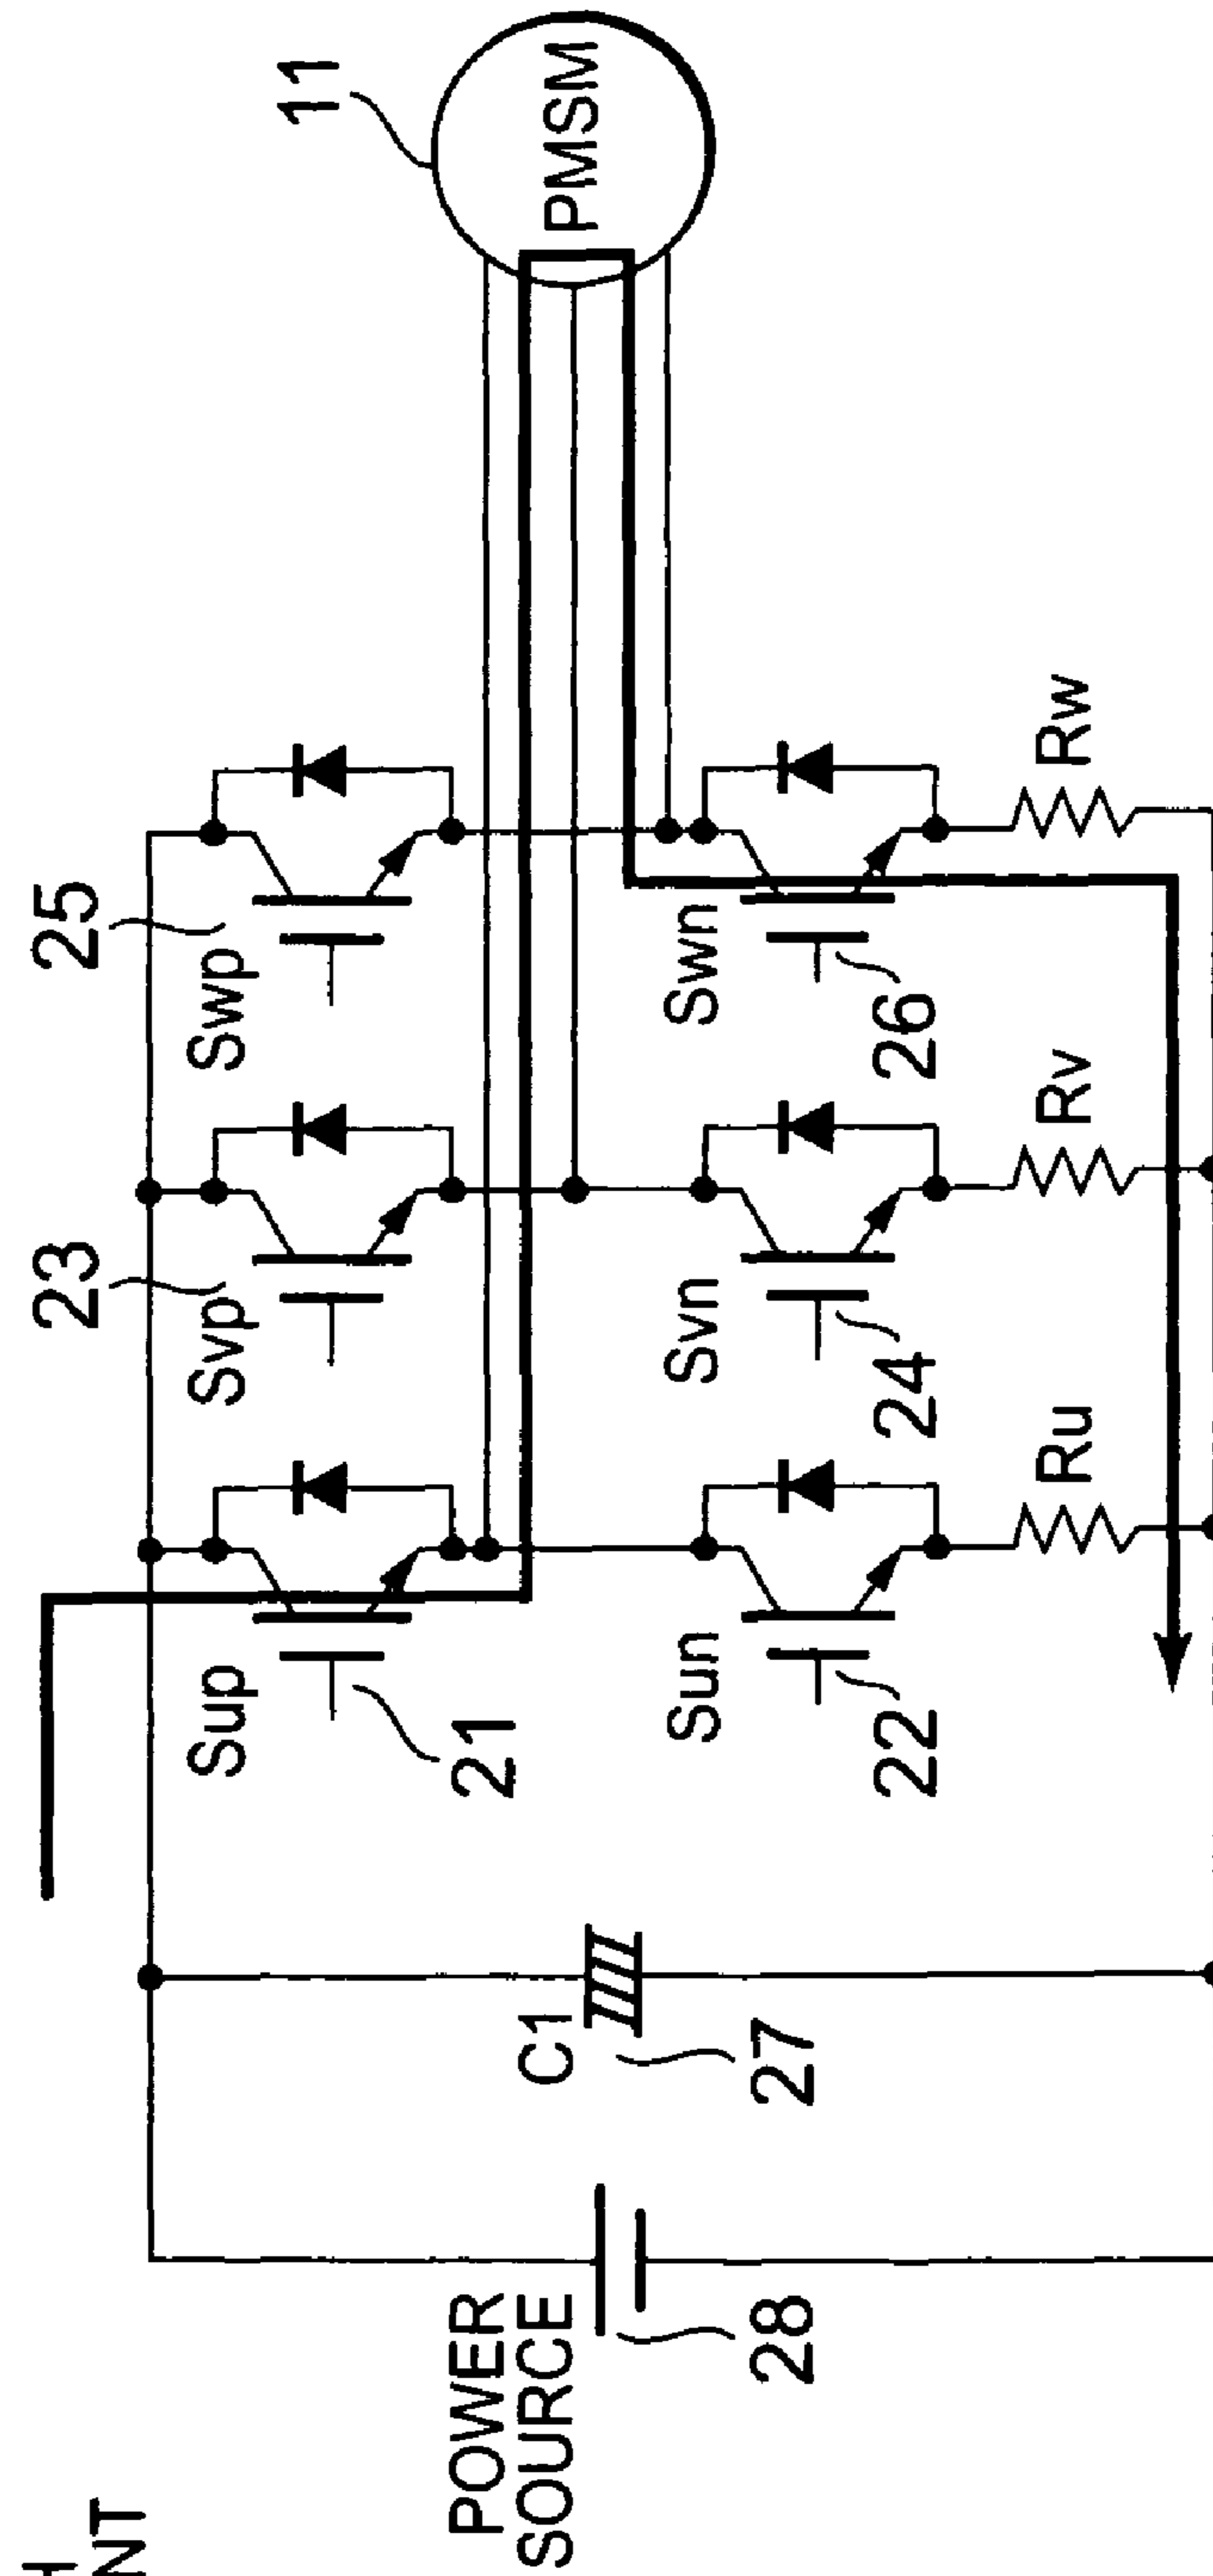 11
PMSM
25
Swp
23
Svp
Sup
21
Swn
26
Svn
24
Sun
22
Rw
Rv
Ru
C1
27
POWER
SOURCE
28